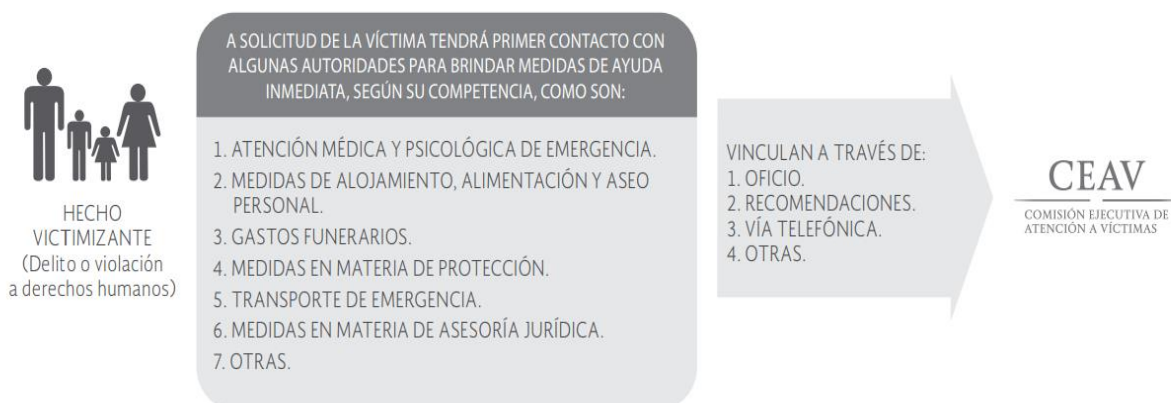 HECHO
VICTIMIZANTE
(Delito o violación
a derechos humanos)
A SOLICITUD DE LA VÍCTIMA TENDRÁ PRIMER CONTACTO CON
ALGUNAS AUTORIDADES PARA BRINDAR MEDIDAS DE AYUDA
INMEDIATA, SEGÚN SU COMPETENCIA, COMO SON:
1. ATENCIÓN MÉDICA Y PSICOLÓGICA DE EMERGENCIA.
2. MEDIDAS DE ALOJAMIENTO, ALIMENTACIÓN Y ASEO
PERSONAL.
3. GASTOS FUNERARIOS.
4. MEDIDAS EN MATERIA DE PROTECCIÓN.
5. TRANSPORTE DE EMERGENCIA.
6. MEDIDAS EN MATERIA DE ASESORÍA JURÍDICA.
7. OTRAS.
VINCULAN A TRAVÉS DE:
1. OFICIO.
2. RECOMENDACIONES.
3. VÍA TELEFÓNICA.
4. OTRAS.
CEAV
COMISIÓN EJECUTIVA DE
ATENCIÓN A VÍCTIMAS